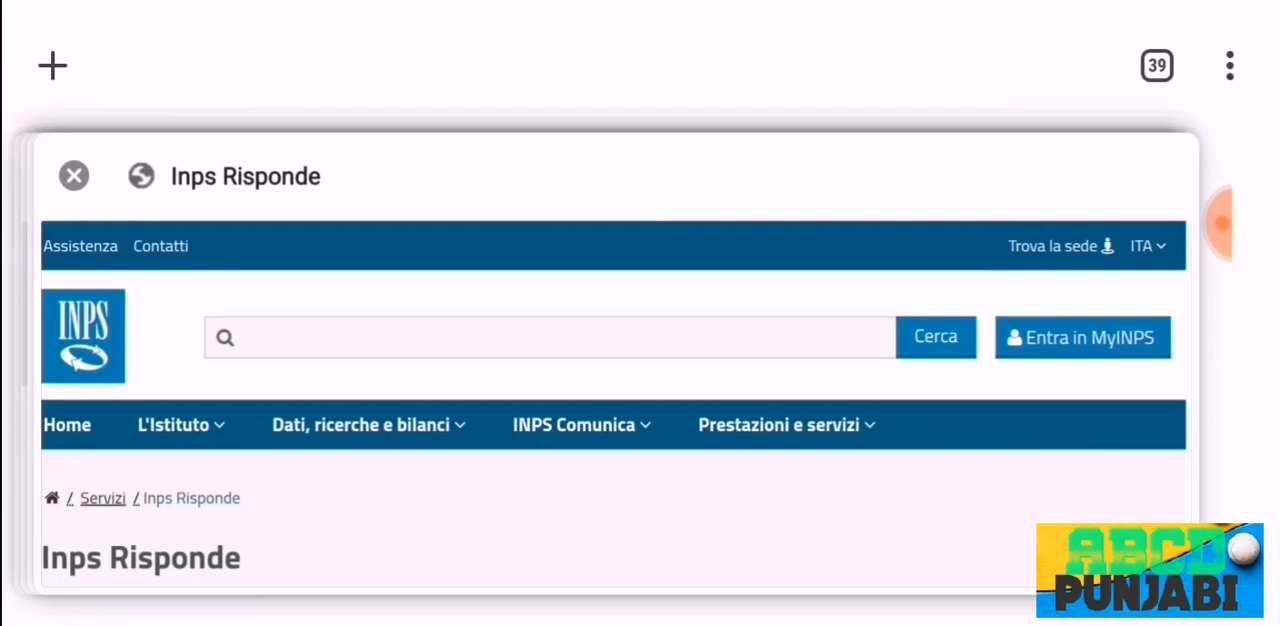 39
Inps Risponde
Assistenza Contatti Trova la sede ITA
INPS Cerca Entra in MyINPS
Home L'Istituto Dati, ricerche e bilanci INPS Comunica Prestazioni e servizi
/ Servizi / Inps Risponde
Inps Risponde
ABCD
PUNJABI